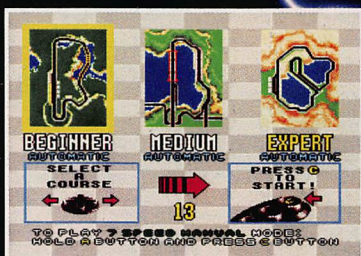 BEGINNER
AUTOMATIC
MEDIUM
AUTOMATIC
EXPERT
AUTOMATIC
SELECT
A
COURSE
13
PRESS C
TO
START!
TO PLAY 7 SPEED MANUAL MODE:
HOLD A BUTTON AND PRESS C BUTTON